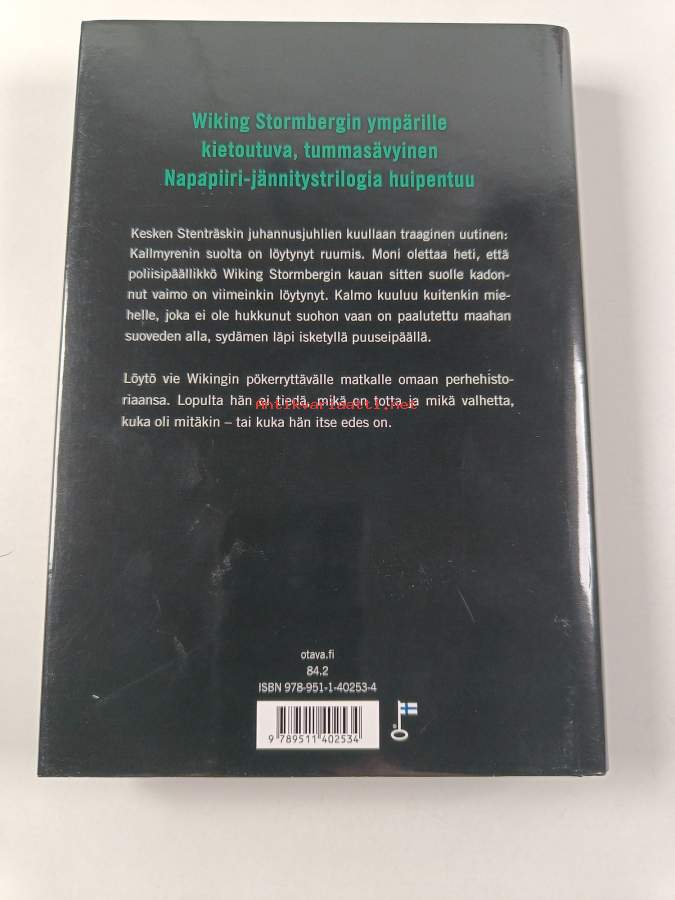 Wiking Stormbergin ympärille
kietoutuva, tummasävyinen
Napapiiri-jännitystrilogia huipentuu
Kesken Stenträskin juhannusjuhlien kuullaan traaginen uutinen:
Kallmyrenin suolta on löytynyt ruumis. Moni olettaa heti, että
poliisipäällikkö Wiking Stormbergin kauan sitten suolle kadon-
nut vaimo on viimeinkin löytynyt. Kalmo kuuluu kuitenkin mie-
helle, joka ei ole hukkunut suohon vaan on paalutettu maahan
suoveden alla, sydämen läpi isketyllä puuseipäällä.
Löytö vie Wikingin pökerryttävälle matkalle omaan perhehisto-
riaansa. Lopulta hän ei tiedä, mikä on totta ja mikä valhetta,
Antikvariaatti.net
kuka oli mitäkin – tai kuka hän itse edes on.
otava.fi
84.2
ISBN 978-951-1-40253-4
9 789511 402534